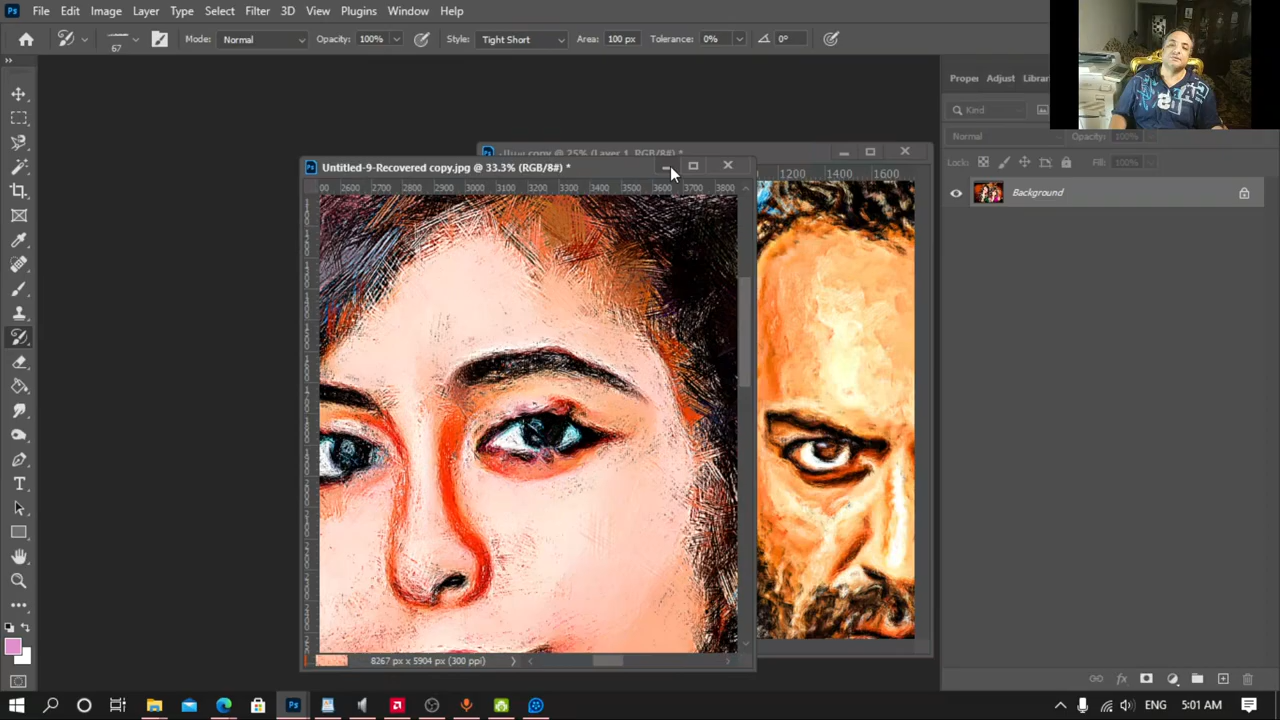 Ps File Edit Image Layer Type Select Filter 3D View Plugins Window Help
67 Mode: Normal Opacity: 100% Style: Tight Short Area: 100 px Tolerance: 0% 0°
Proper Adjust Librar
Kind
Normal Opacity: 100%
Lock: Fill: 100%
Background
copy @ 25% (Layer 1, RGB/8#) *
Untitled-9-Recovered copy.jpg @ 33.3% (RGB/8#) *
00 2600 2700 2800 2900 3000 3100 3200 3300 3400 3500 3600 3700 3800
1200 1400 1600
8267 px x 5904 px (300 ppi)
ENG 5:01 AM